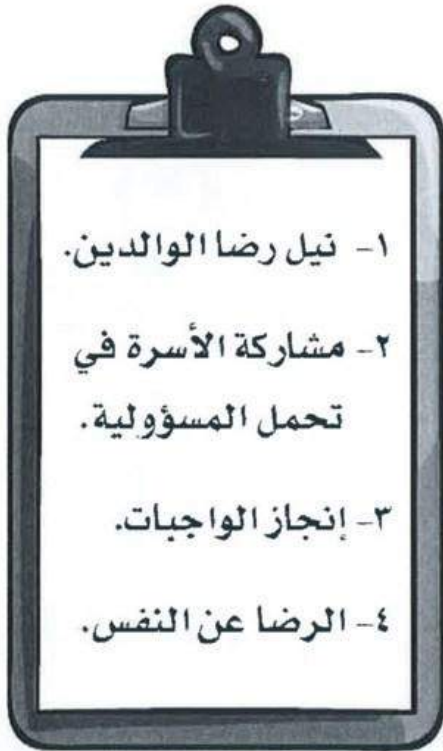 ١- نيل رضا الوالدين.
٢- مشاركة الأسرة في
تحمل المسؤولية.
٣- إنجاز الواجبات.
٤- الرضا عن النفس.